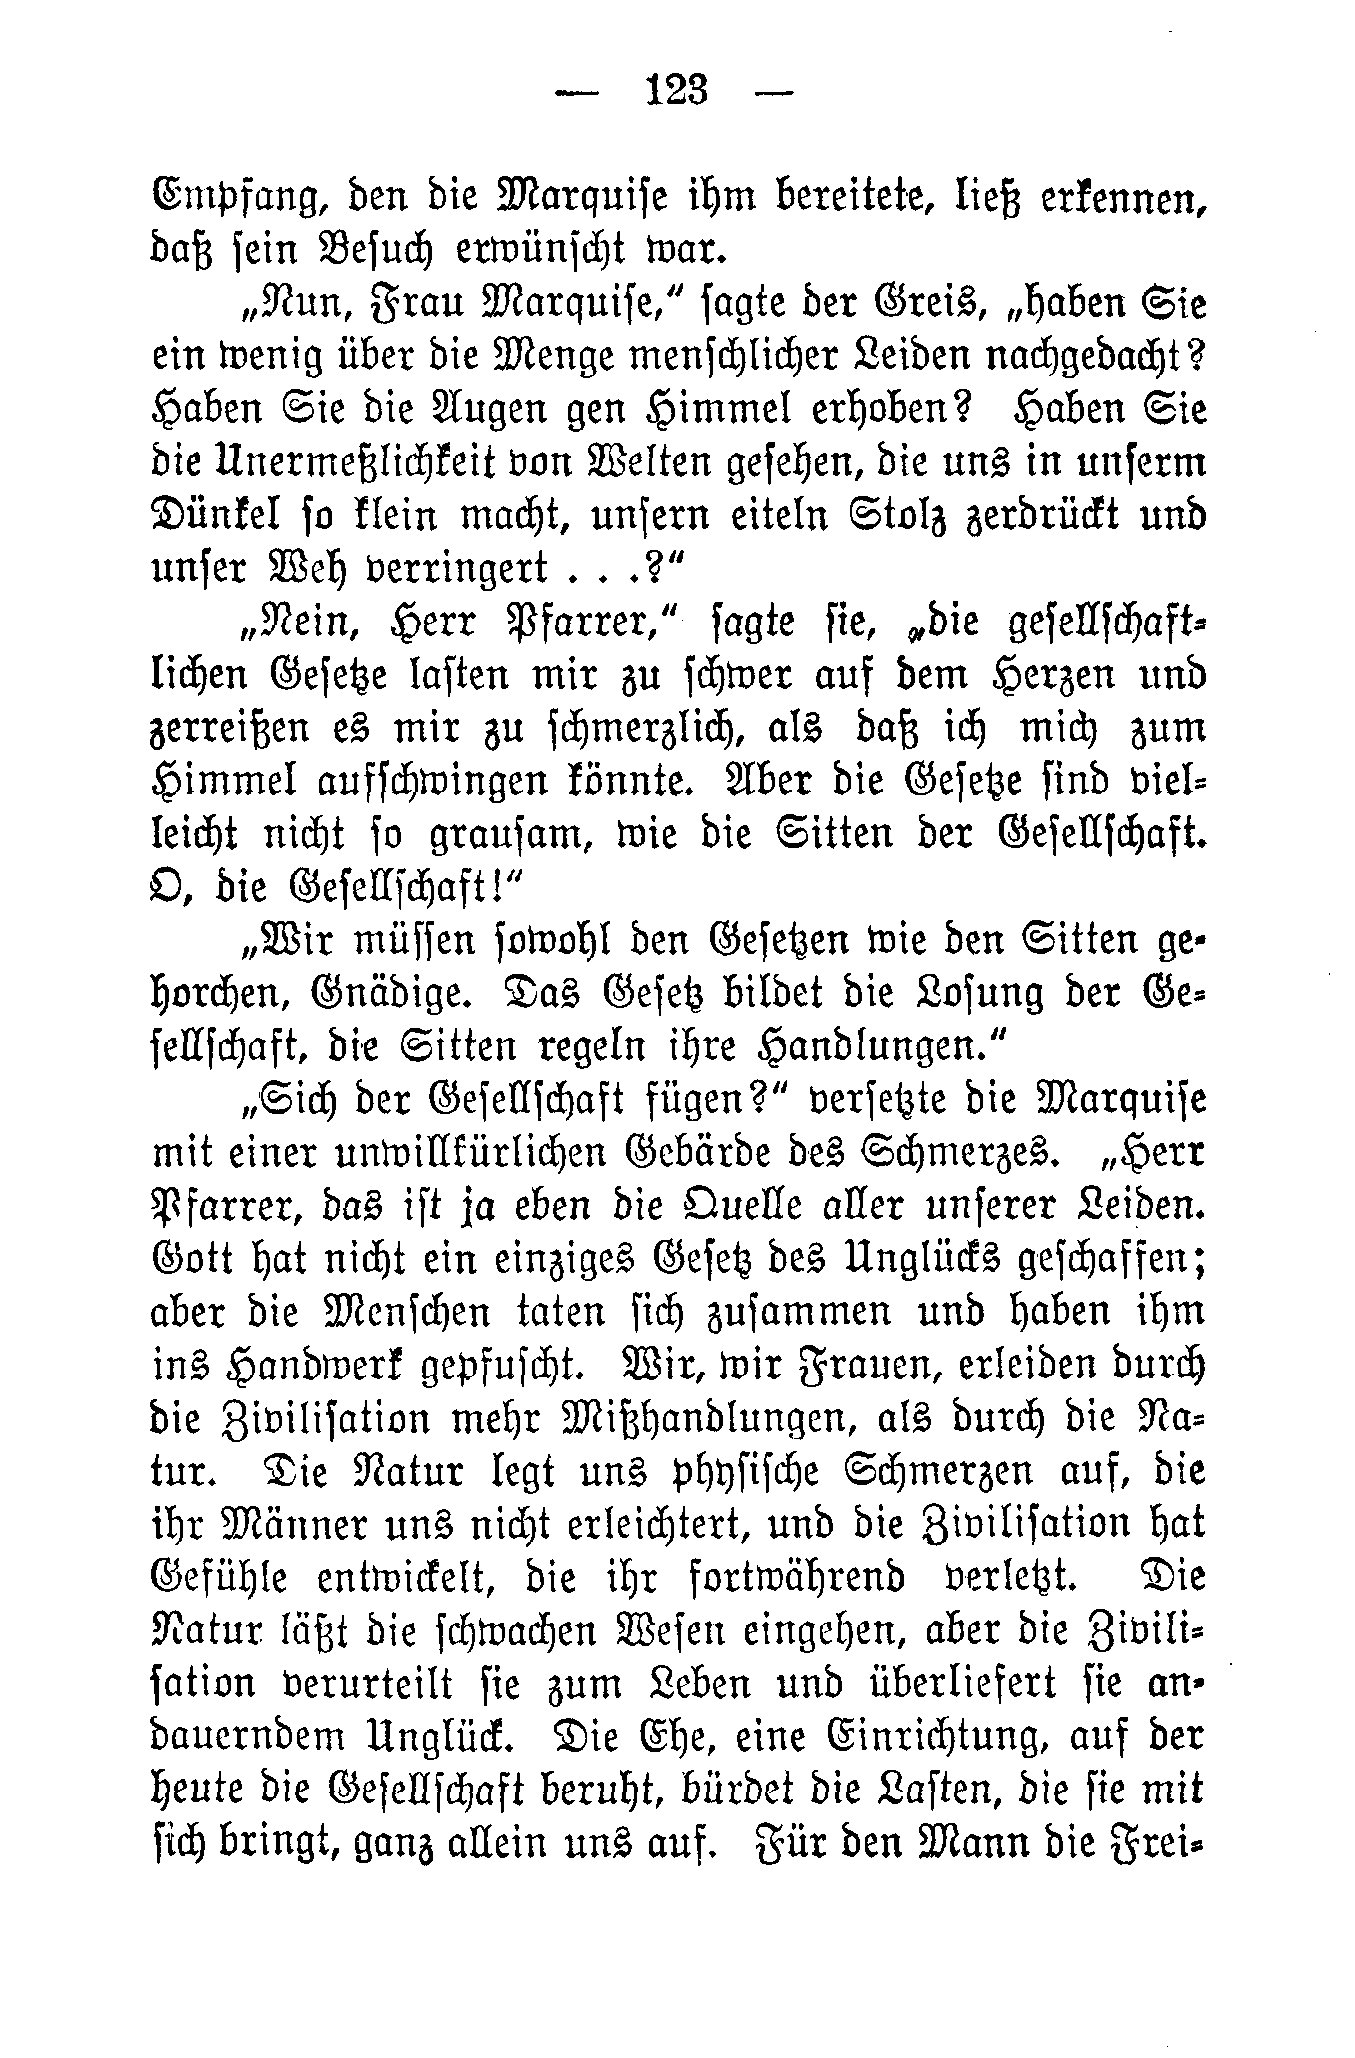 — 123 —
Empfang, den die Marquise ihm bereitete, ließ erkennen,
daß sein Besuch erwünscht war.
„Nun, Frau Marquise,“ sagte der Greis, „haben Sie
ein wenig über die Menge menschlicher Leiden nachgedacht?
Haben Sie die Augen gen Himmel erhoben? Haben Sie
die Unermeßlichkeit von Welten gesehen, die uns in unserm
Dünkel so klein macht, unsern eiteln Stolz zerdrückt und
unser Weh verringert . . .?“
„Nein, Herr Pfarrer,“ sagte sie, „die gesellschaft-
lichen Gesetze lasten mir zu schwer auf dem Herzen und
zerreißen es mir zu schmerzlich, als daß ich mich zum
Himmel aufschwingen könnte. Aber die Gesetze sind viel-
leicht nicht so grausam, wie die Sitten der Gesellschaft.
O, die Gesellschaft!“
„Wir müssen sowohl den Gesetzen wie den Sitten ge-
horchen, Gnädige. Das Gesetz bildet die Losung der Ge-
sellschaft, die Sitten regeln ihre Handlungen.“
„Sich der Gesellschaft fügen?“ versetzte die Marquise
mit einer unwillkürlichen Gebärde des Schmerzes. „Herr
Pfarrer, das ist ja eben die Quelle aller unserer Leiden.
Gott hat nicht ein einziges Gesetz des Unglücks geschaffen;
aber die Menschen taten sich zusammen und haben ihm
ins Handwerk gepfuscht. Wir, wir Frauen, erleiden durch
die Zivilisation mehr Mißhandlungen, als durch die Na-
tur. Die Natur legt uns physische Schmerzen auf, die
ihr Männer uns nicht erleichtert, und die Zivilisation hat
Gefühle entwickelt, die ihr fortwährend verletzt. Die
Natur läßt die schwachen Wesen eingehen, aber die Zivili-
sation verurteilt sie zum Leben und überliefert sie an-
dauerndem Unglück. Die Ehe, eine Einrichtung, auf der
heute die Gesellschaft beruht, bürdet die Lasten, die sie mit
sich bringt, ganz allein uns auf. Für den Mann die Frei-